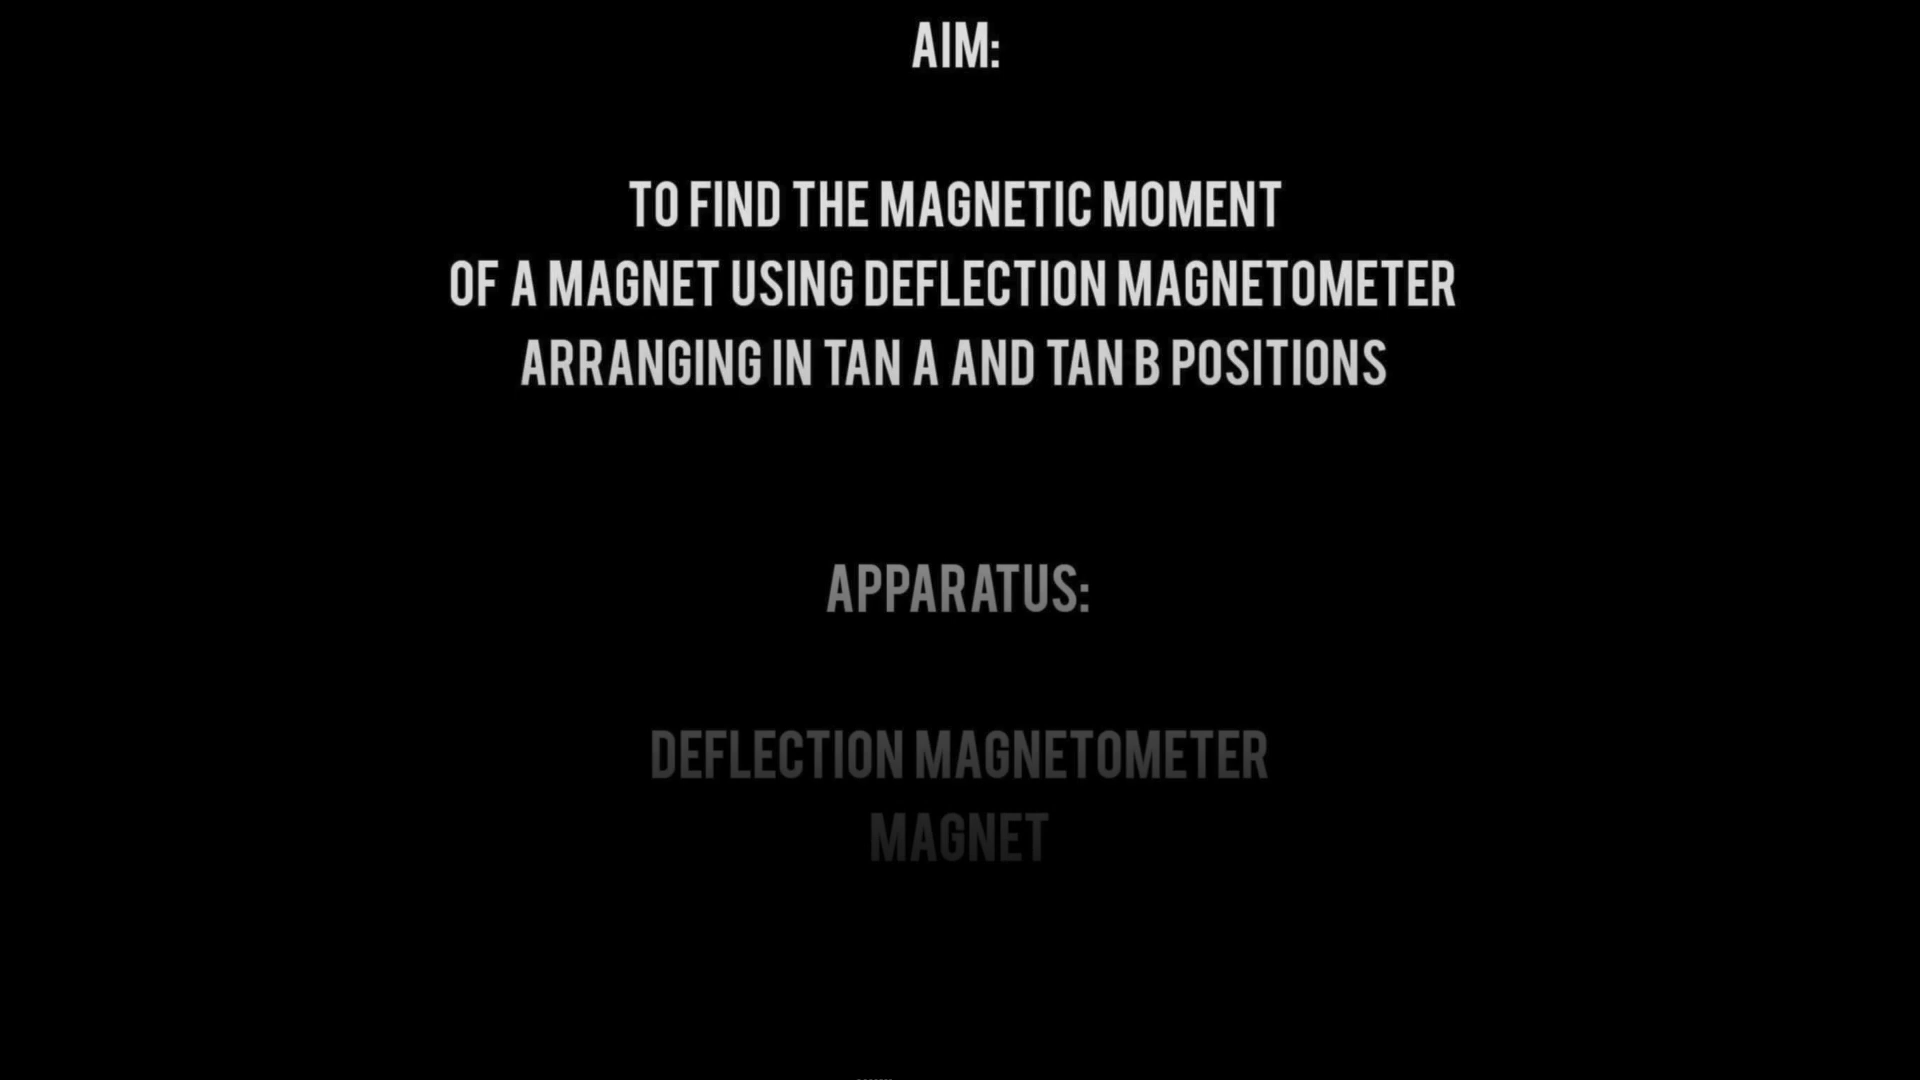 AIM:
TO FIND THE MAGNETIC MOMENT
OF A MAGNET USING DEFLECTION MAGNETOMETER
ARRANGING IN TAN A AND TAN B POSITIONS
APPARATUS:
DEFLECTION MAGNETOMETER
MAGNET